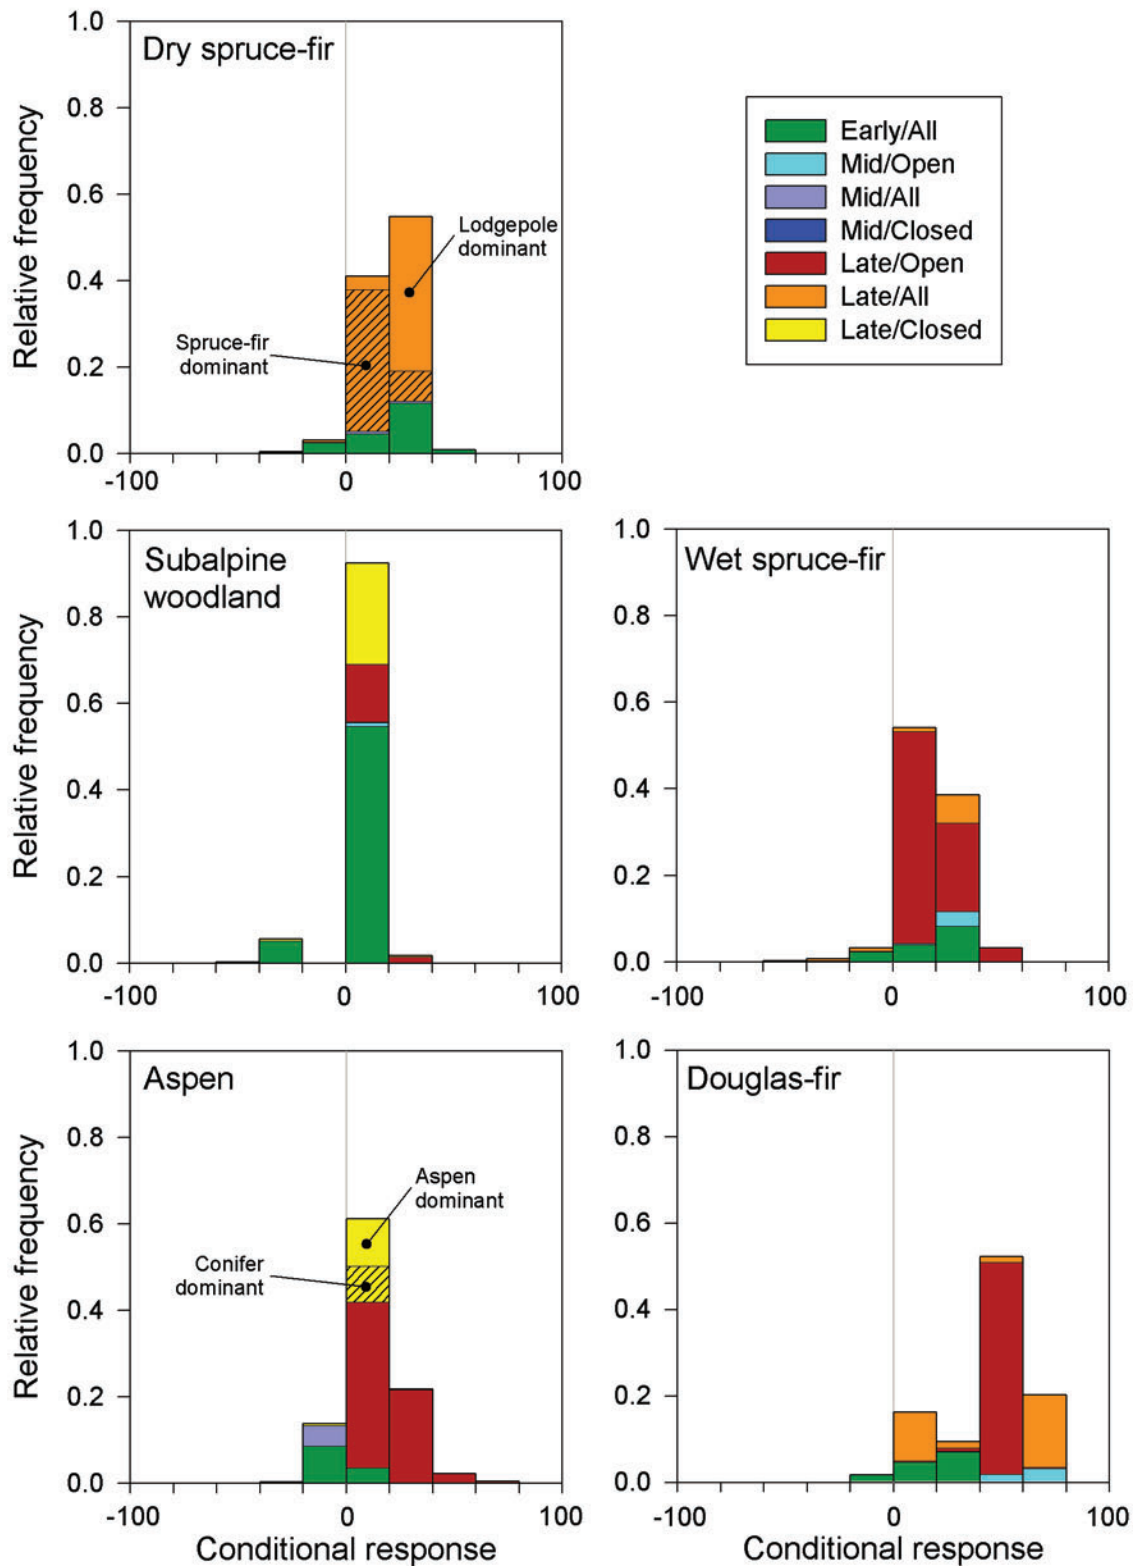 Dry spruce-fir
Relative frequency
1.0
0.8
0.6
0.4
0.2
0.0
-100
0
100
Lodgepole
dominant
Spruce-fir
dominant
Early/All
Mid/Open
Mid/All
Mid/Closed
Late/Open
Late/All
Late/Closed
Subalpine
woodland
Relative frequency
1.0
0.8
0.6
0.4
0.2
0.0
-100
0
100
Wet spruce-fir
1.0
0.8
0.6
0.4
0.2
0.0
-100
0
100
Aspen
Relative frequency
1.0
0.8
0.6
0.4
0.2
0.0
Aspen
dominant
Conifer
dominant
-100
0
100
Conditional response
Douglas-fir
1.0
0.8
0.6
0.4
0.2
0.0
-100
0
100
Conditional response